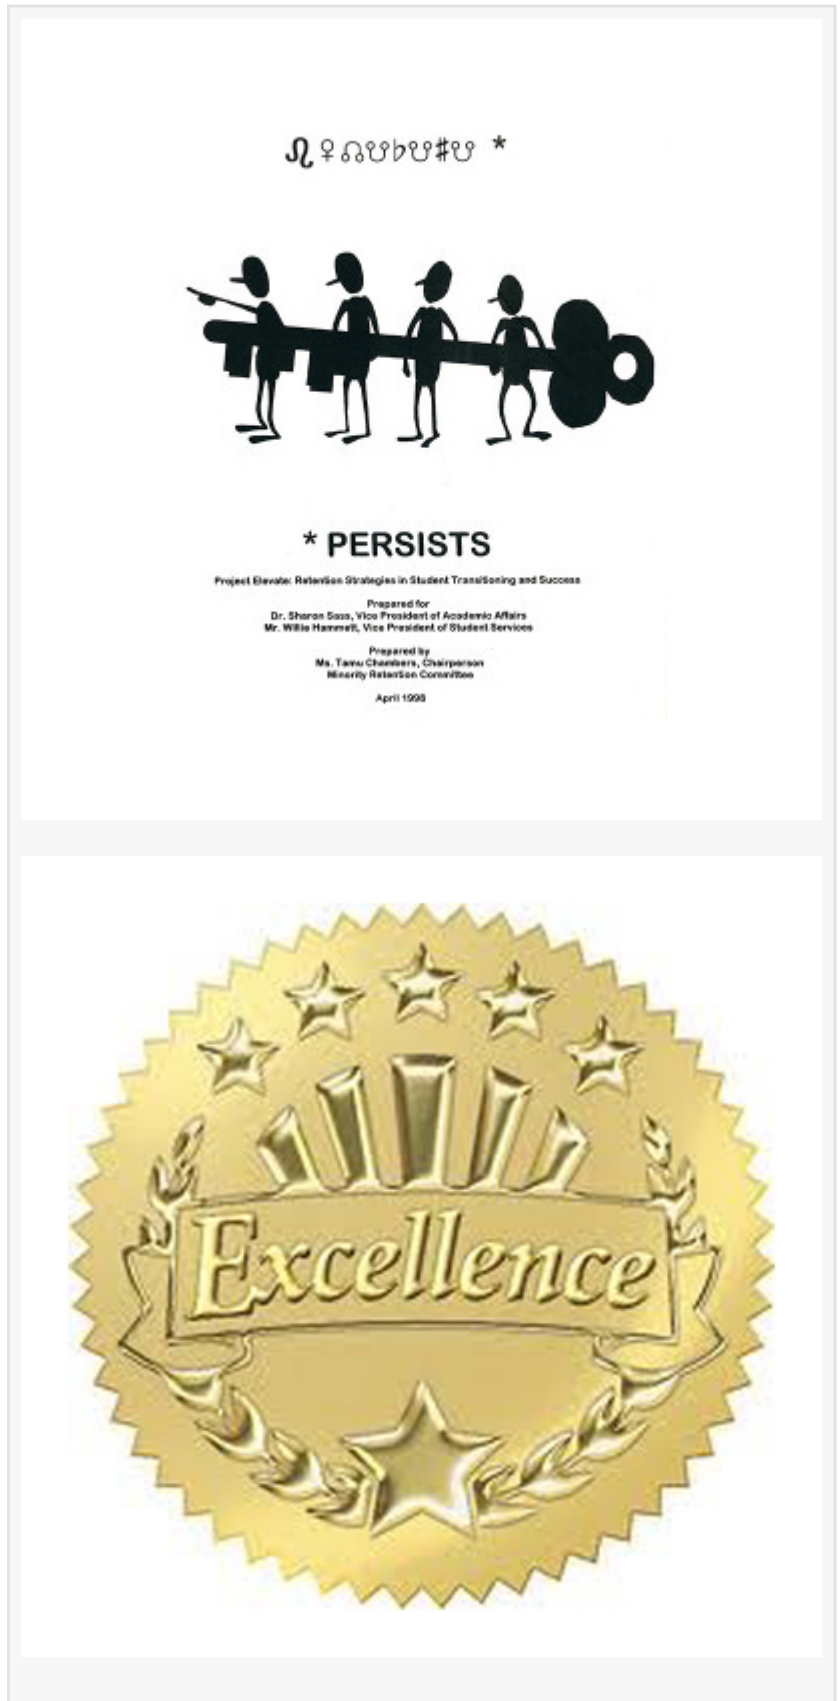 ♌♀☊☋♭☋♯☋ *
* PERSISTS
Project Elevate: Retention Strategies in Student Transitioning and Success
Prepared for
Dr. Sharon Sass, Vice President of Academic Affairs
Mr. Willie Hammett, Vice President of Student Services
Prepared by
Ms. Tamu Chambers, Chairperson
Minority Retention Committee
April 1998
Excellence